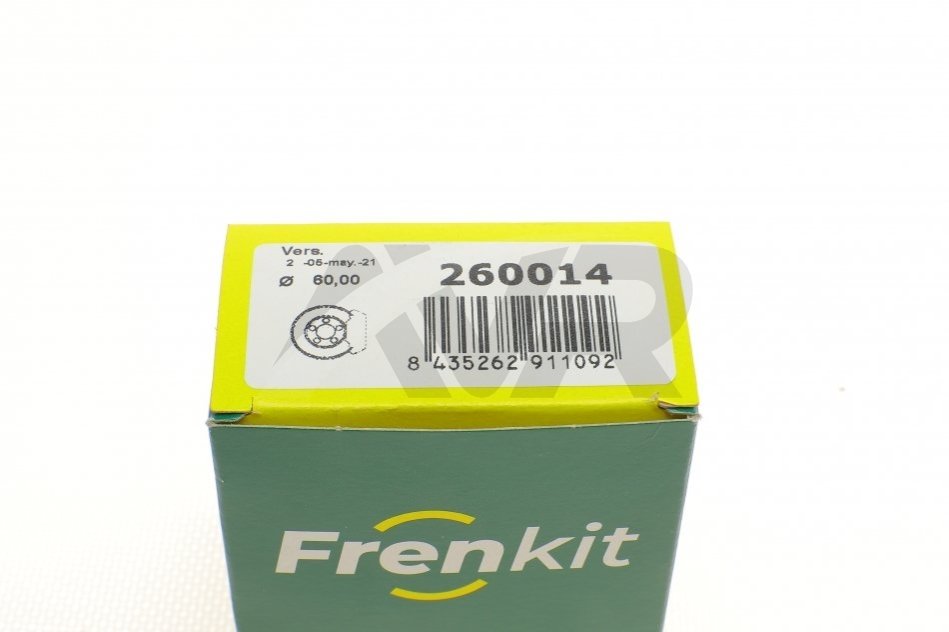 Vers.
2 -05-may.-21
Ø 60,00
260014
8 435262 911092
Frenkit